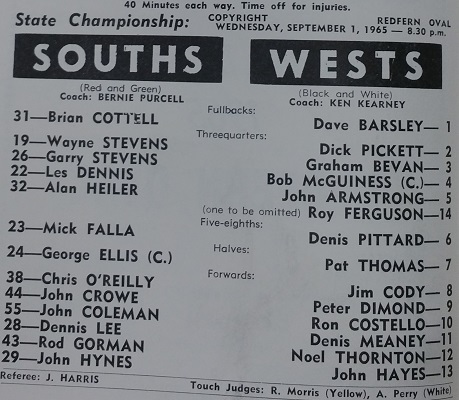 40 Minutes each way. Time off for injuries.
State Championship:
COPYRIGHT
REDFERN OVAL
WEDNESDAY, SEPTEMBER 1, 1965 — 8.30 p.m.
SOUTHS
WESTS
(Red and Green)
Coach: BERNIE PURCELL
(Black and White)
Coach: KEN KEARNEY
Fullbacks:
31—Brian COTTELL
Dave BARSLEY— 1
Threequarters:
19—Wayne STEVENS
Dick PICKETT— 2
26—Garry STEVENS
Graham BEVAN— 3
22—Les DENNIS
Bob McGUINESS (C.)— 4
32—Alan HEILER
John ARMSTRONG— 5
(one to be omitted) Roy FERGUSON—14
Five-eighths:
23—Mick FALLA
Denis PITTARD— 6
Halves:
24—George ELLIS (C.)
Pat THOMAS— 7
Forwards:
38—Chris O'REILLY
Jim CODY— 8
44—John CROWE
Peter DIMOND— 9
55—John COLEMAN
Ron COSTELLO—10
28—Dennis LEE
Denis MEANEY—11
43—Rod GORMAN
Noel THORNTON—12
29—John HYNES
John HAYES—13
Referee: J. HARRIS
Touch Judges: R. Morris (Yellow), A. Perry (White)